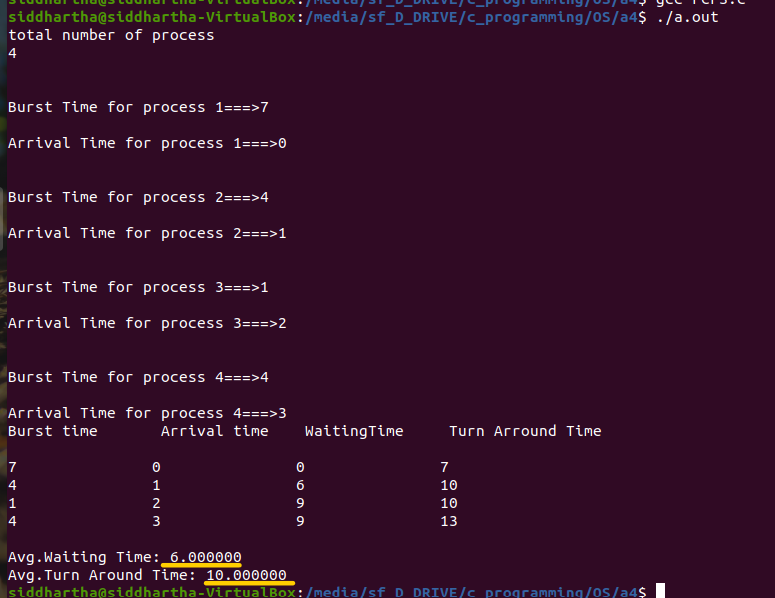 siddhartha@siddhartha-VirtualBox:/media/sf_D_DRIVE/c_programming/OS/a4$ gcc fcfs.c
siddhartha@siddhartha-VirtualBox:/media/sf_D_DRIVE/c_programming/OS/a4$ ./a.out
total number of process
4
Burst Time for process 1===>7
Arrival Time for process 1===>0
Burst Time for process 2===>4
Arrival Time for process 2===>1
Burst Time for process 3===>1
Arrival Time for process 3===>2
Burst Time for process 4===>4
Arrival Time for process 4===>3
Burst time Arrival time WaitingTime Turn Arround Time
7 0 0 7
4 1 6 10
1 2 9 10
4 3 9 13
Avg.Waiting Time: 6.000000
Avg.Turn Around Time: 10.000000
siddhartha@siddhartha-VirtualBox:/media/sf_D_DRIVE/c_programming/OS/a4$